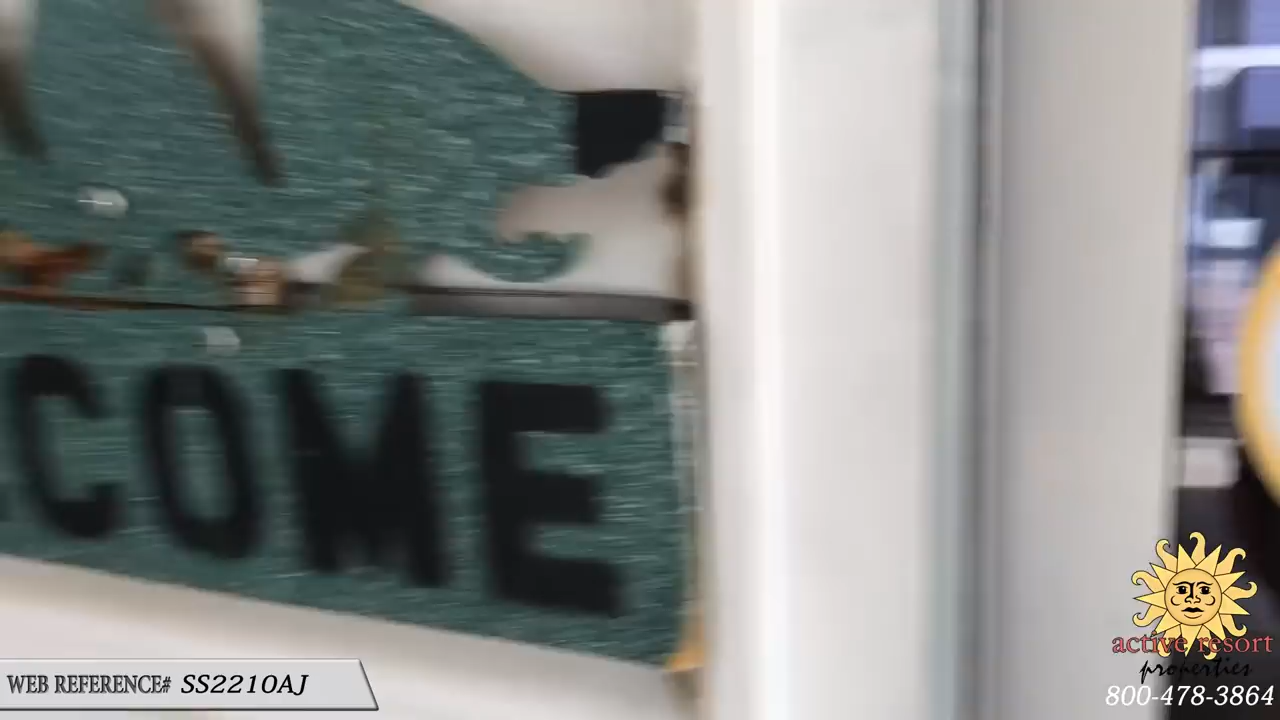 COME
WEB REFERENCE# SS2210AJ
active resort
properties
800-478-3864